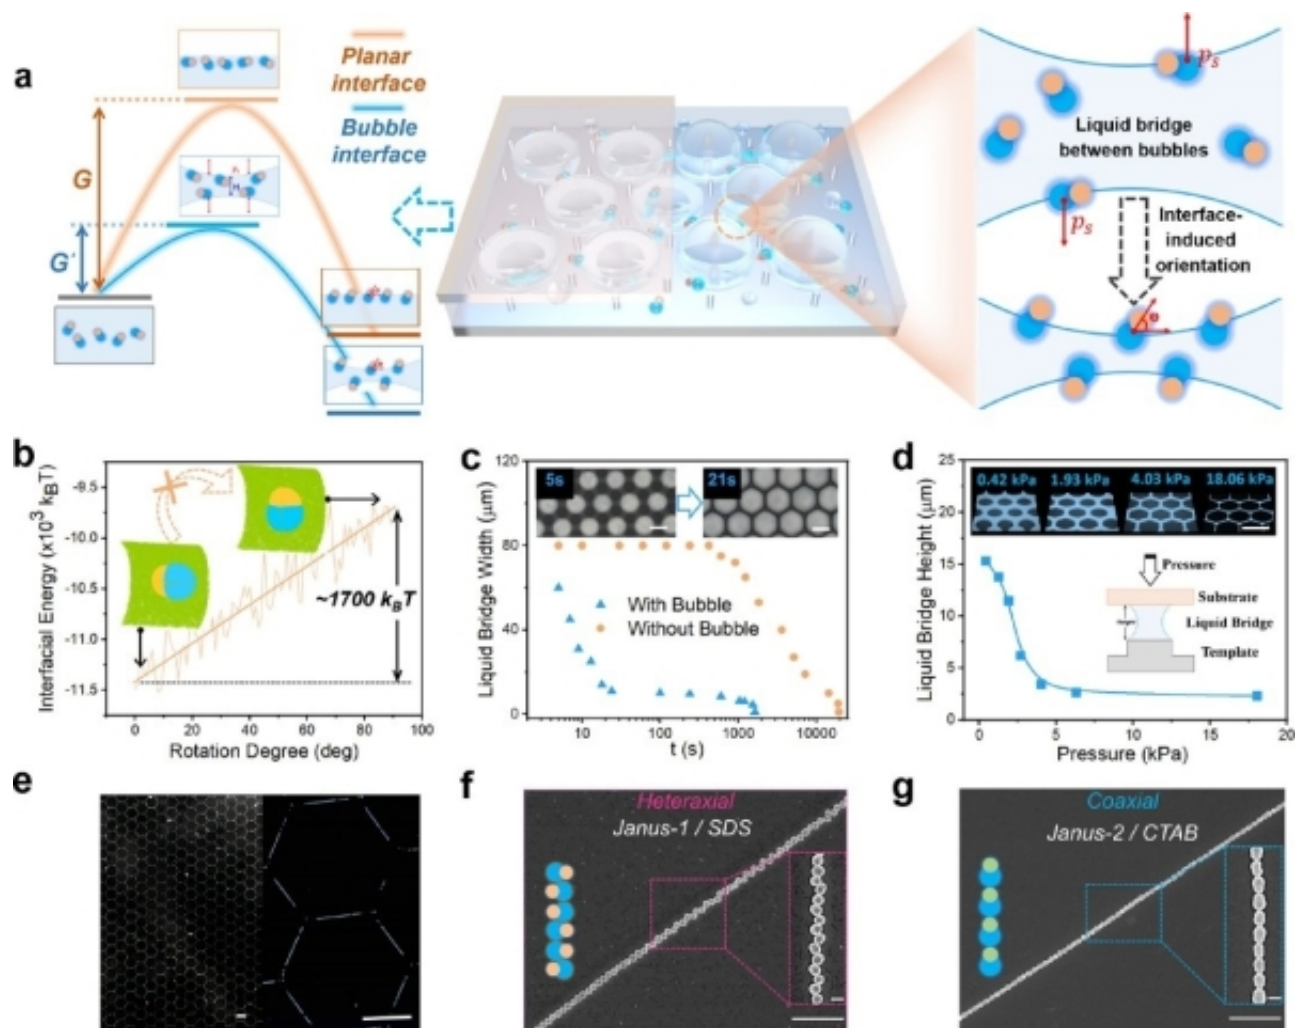 a
Planar
interface
Bubble
interface
G
G'
Liquid bridge
between bubbles
Interface-
induced
orientation
pₛ
pₛ
θ
b
Interfacial Energy (x10³ k_BT)
-9.5
-10.0
-10.5
-11.0
-11.5
~1700 k_BT
0 20 40 60 80 100
Rotation Degree (deg)
c
Liquid Bridge Width (μm)
120
80
40
0
5s
21s
With Bubble
Without Bubble
10 100 1000 10000
t (s)
d
Liquid Bridge Height (μm)
25
20
15
10
5
0
0.42 kPa 1.93 kPa 4.03 kPa 18.06 kPa
Pressure
Substrate
Height
Liquid Bridge
Template
0 5 10 15 20
Pressure (kPa)
e
f
Heteraxial
Janus-1 / SDS
g
Coaxial
Janus-2 / CTAB